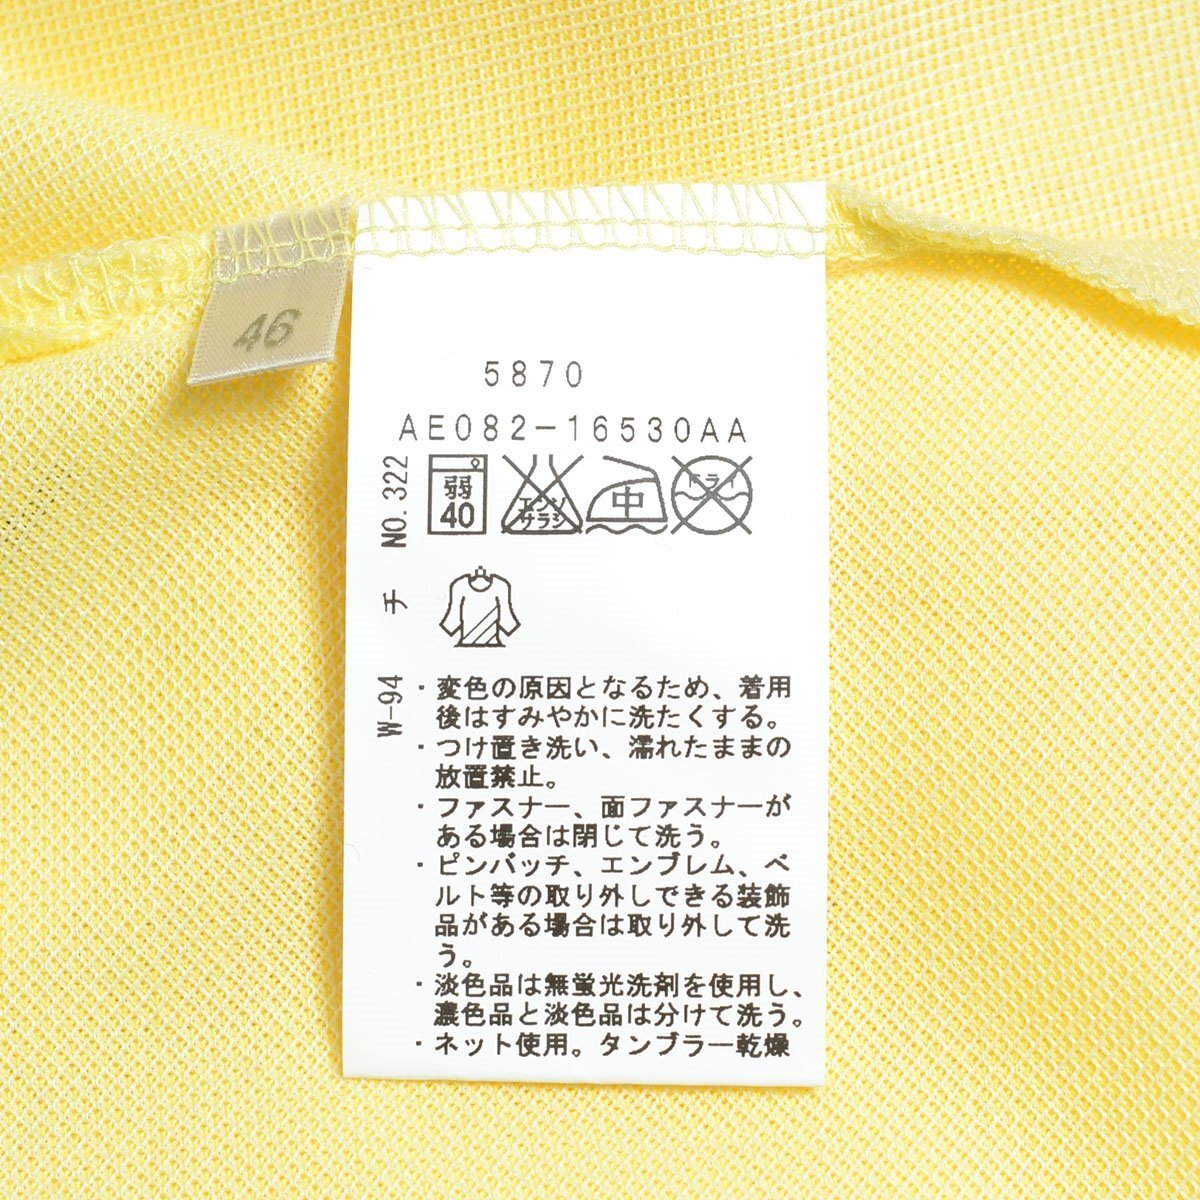 46
5870
AE082-16530AA
弱
40
エンソ
サラシ
中
ドライ
NO. 322
チ
W-94
・変色の原因となるため、着用
後はすみやかに洗たくする。
・つけ置き洗い、濡れたままの
放置禁止。
・ファスナー、面ファスナーが
ある場合は閉じて洗う。
・ピンバッチ、エンブレム、ベ
ルト等の取り外しできる装飾
品がある場合は取り外して洗
う。
・淡色品は無蛍光洗剤を使用し、
濃色品と淡色品は分けて洗う。
・ネット使用。タンブラー乾燥